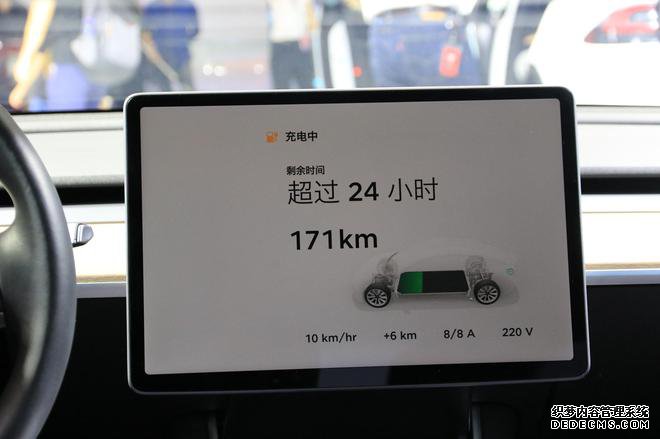 充电中
剩余时间
超过 24 小时
171km
10 km/hr +6 km 8/8 A 220 V
织梦内容管理系统
DEDECMS.COM